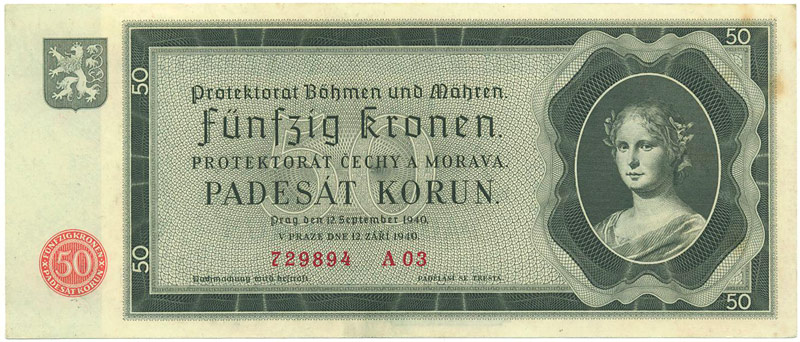 50
50
Protektorat Böhmen und Mähren.
Fünfzig Kronen.
PROTEKTORÁT ČECHY A MORAVA.
PADESÁT KORUN.
Prag den 12. September 1940.
V PRAZE DNE 12. ZÁŘÍ 1940.
729894 A 03
Nachmachung wird bestraft.
PADĚLÁNÍ SE TRESTÁ.
FÜNFZIG KRONEN
50
PADESÁT KORUN
50
50
50